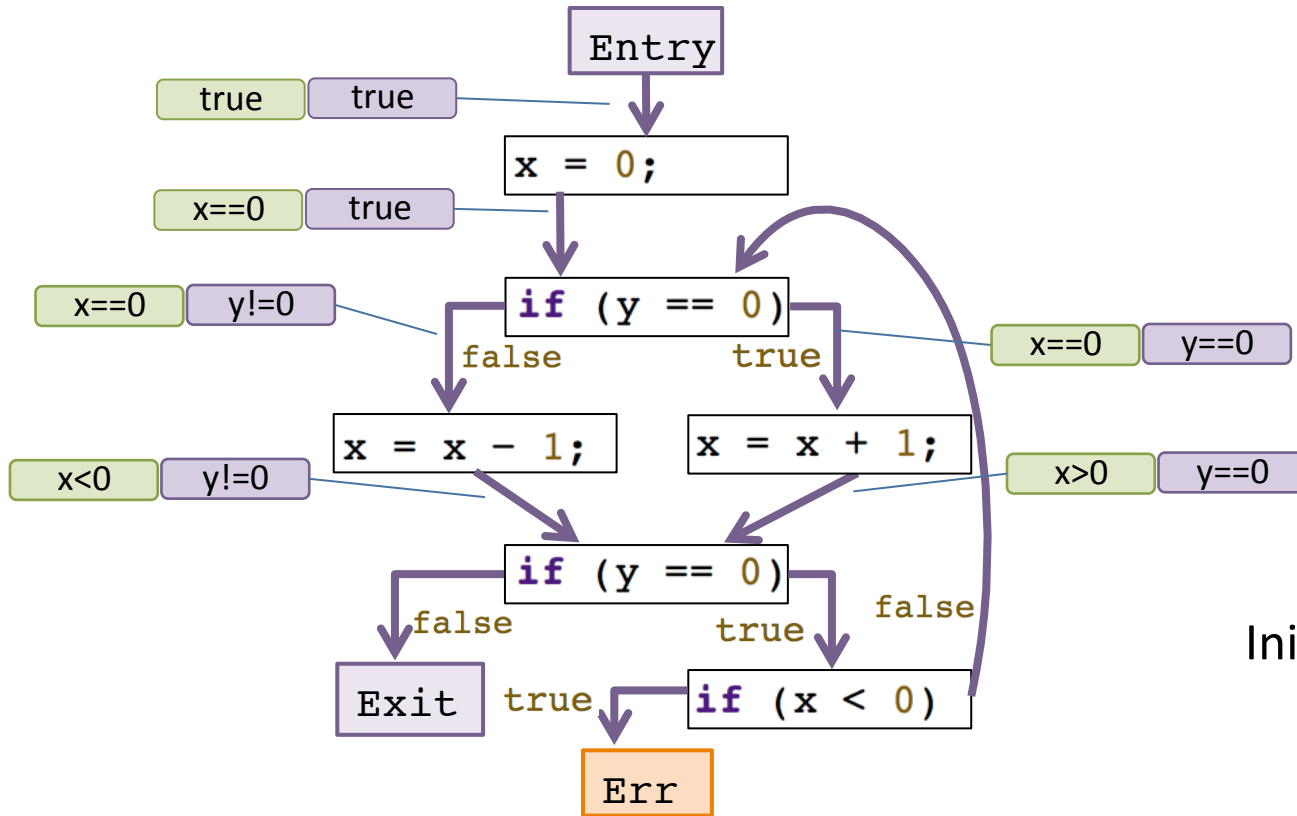 Entry
true true
x = 0;
x==0 true
if (y == 0)
x==0 y!=0
x==0 y==0
false
true
x = x - 1;
x = x + 1;
x<0 y!=0
x>0 y==0
if (y == 0)
false
true
false
Ini
Exit
true
if (x < 0)
Err